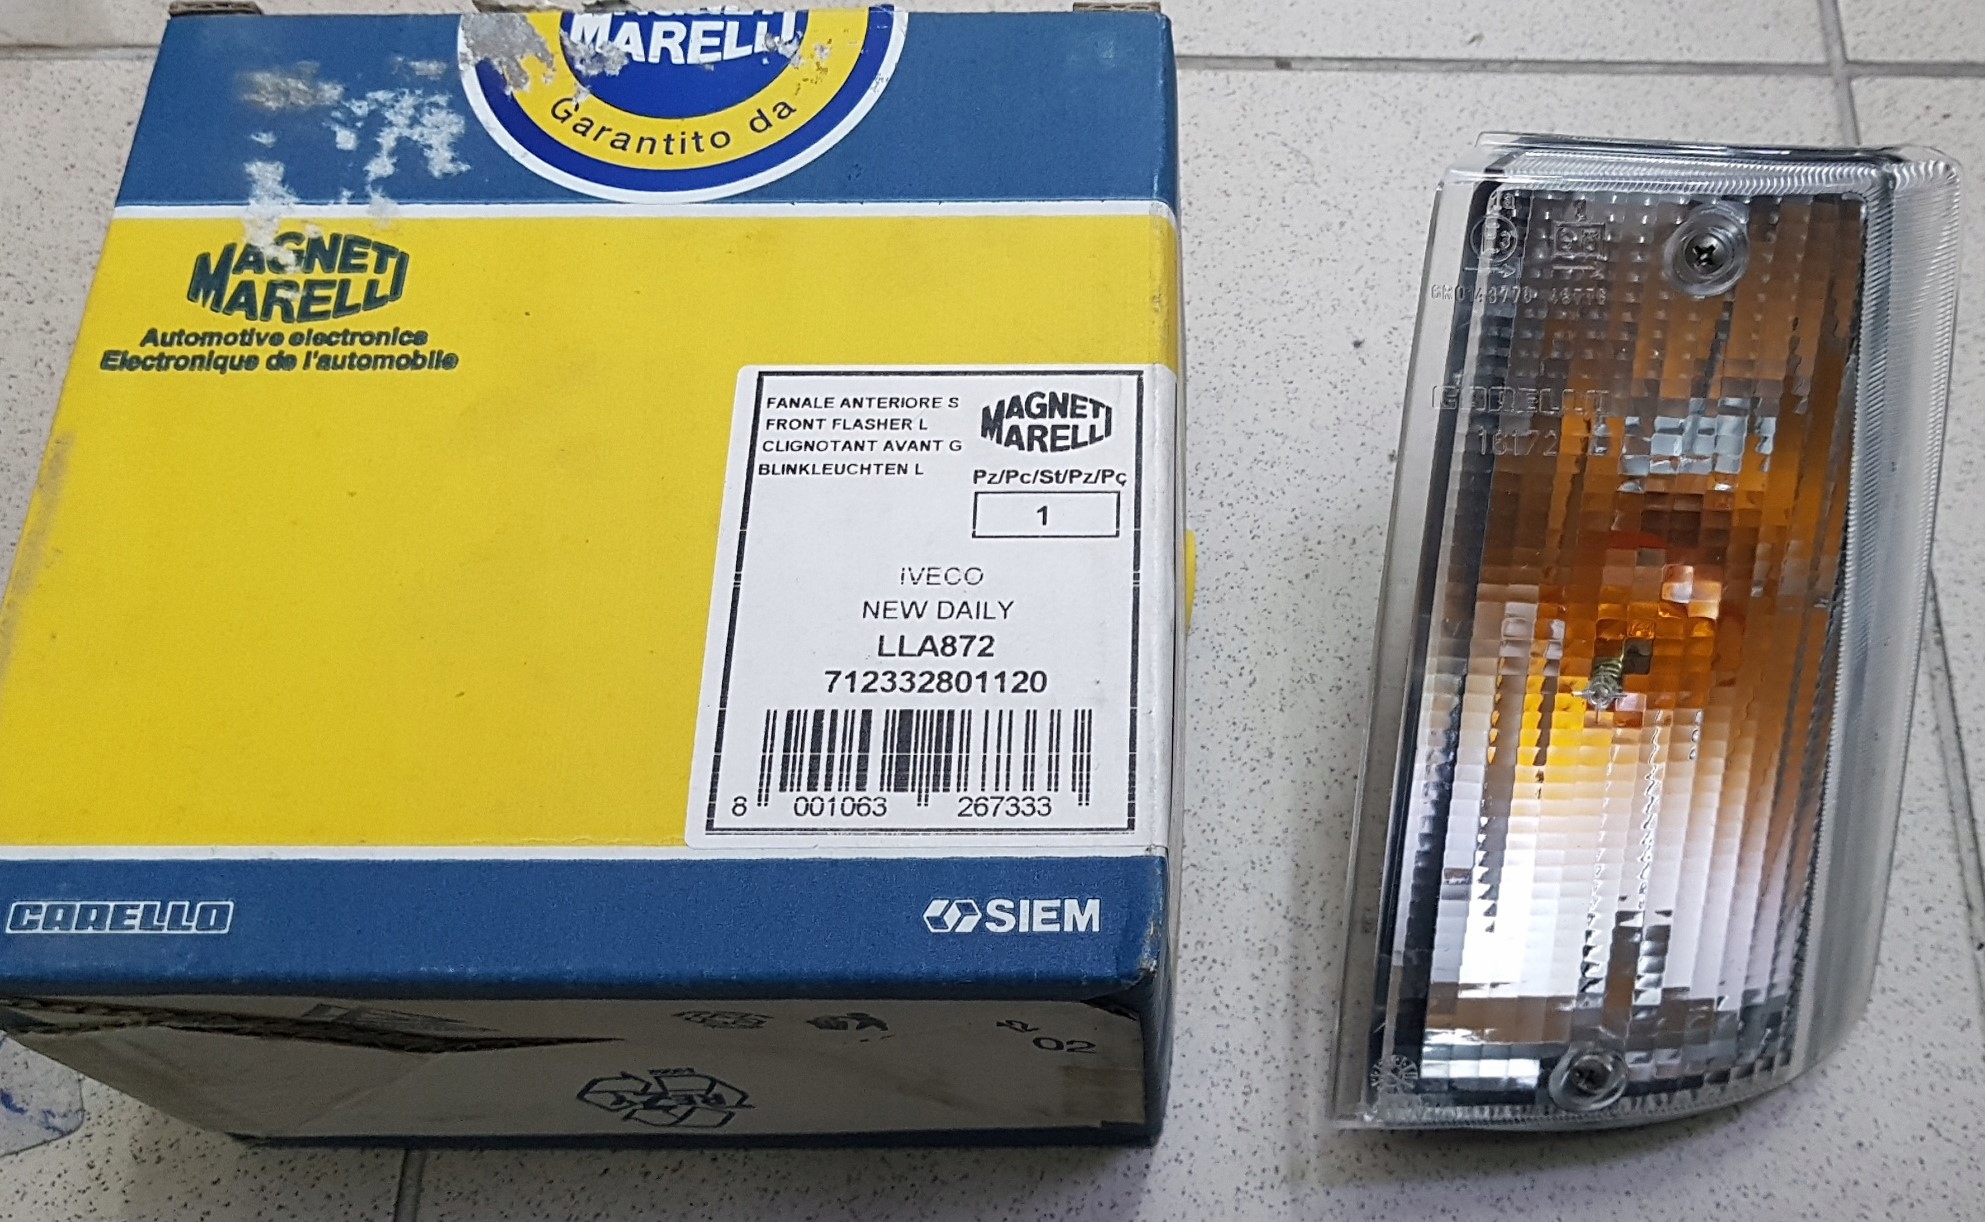 MARELLI
Garantito da
MAGNETI
MARELLI
Automotive electronics
Electronique de l'automobile
FANALE ANTERIORE S
FRONT FLASHER L
CLIGNOTANT AVANT G
BLINKLEUCHTEN L
MAGNETI
MARELLI
Pz/Pc/St/Pz/Pç
1
IVECO
NEW DAILY
LLA872
712332801120
8 001063 267333
CARELLO
SIEM
02
CARELLO
16172